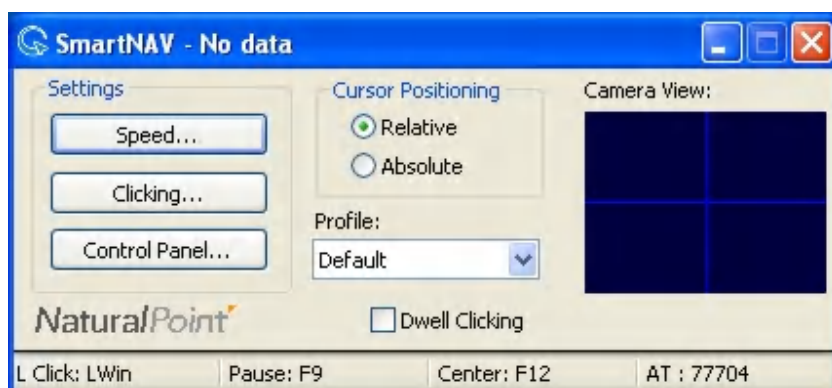 SmartNAV - No data
Settings
Speed...
Clicking...
Control Panel...
Cursor Positioning
Relative
Absolute
Profile:
Default
Dwell Clicking
Camera View:
NaturalPoint
L Click: LWin
Pause: F9
Center: F12
AT : 77704